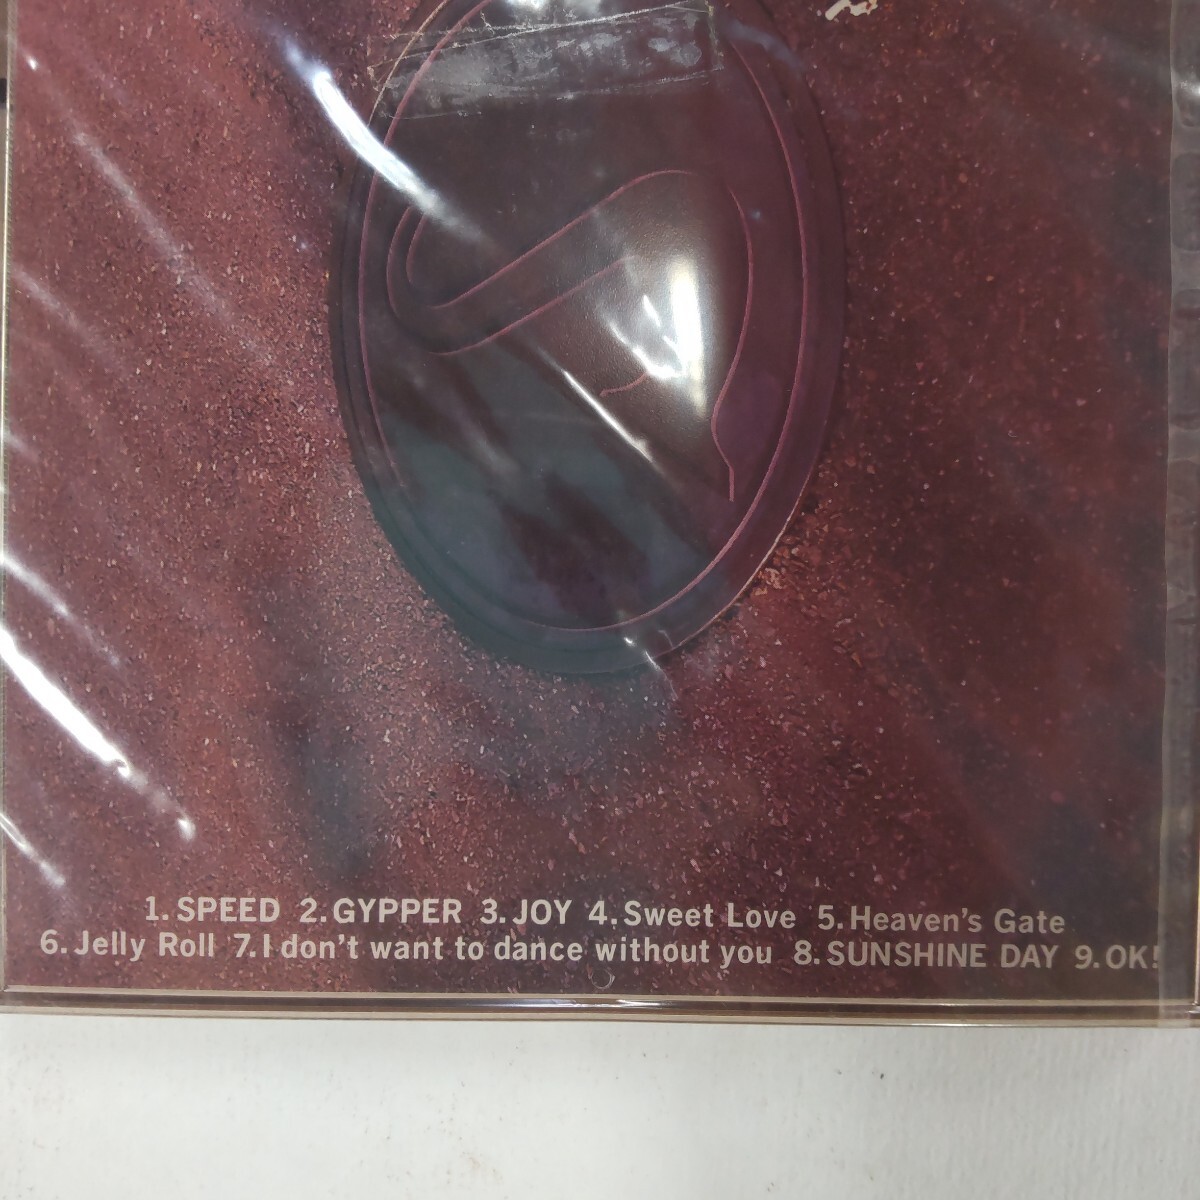 1. SPEED 2. GYPPER 3. JOY 4. Sweet Love 5. Heaven's Gate
6. Jelly Roll 7. I don't want to dance without you 8. SUNSHINE DAY 9. OK!